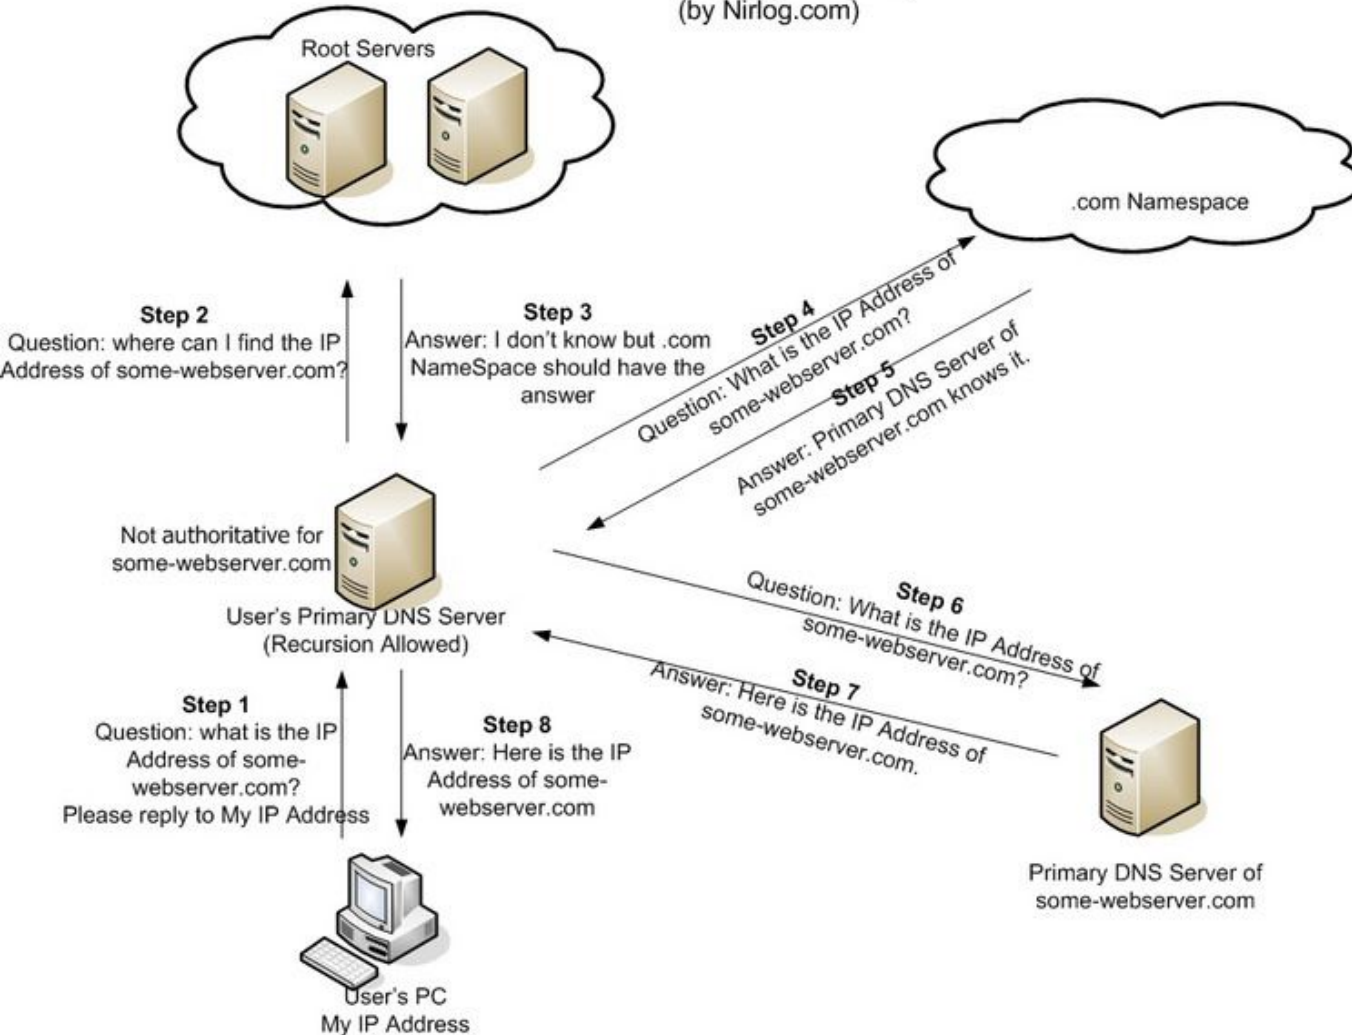 (by Nirlog.com)
Root Servers
.com Namespace
Step 2
Question: where can I find the IP
Address of some-webserver.com?
Step 3
Answer: I don't know but .com
NameSpace should have the
answer
Step 4
Question: What is the IP Address of
some-webserver.com?
Step 5
Answer: Primary DNS Server of
some-webserver.com knows it.
Not authoritative for
some-webserver.com
User's Primary DNS Server
(Recursion Allowed)
Step 6
Question: What is the IP Address of
some-webserver.com?
Step 7
Answer: Here is the IP Address of
some-webserver.com.
Step 1
Question: what is the IP
Address of some-
webserver.com?
Please reply to My IP Address
Step 8
Answer: Here is the IP
Address of some-
webserver.com
Primary DNS Server of
some-webserver.com
User's PC
My IP Address